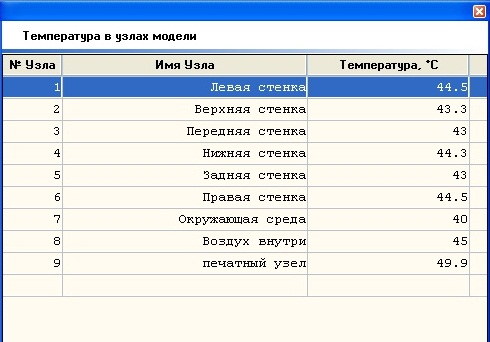 Температура в узлах модели
№ Узла Имя Узла Температура, °C
1 Левая стенка 44.5
2 Верхняя стенка 43.3
3 Передняя стенка 43
4 Нижняя стенка 44.3
5 Задняя стенка 43
6 Правая стенка 44.5
7 Окружающая среда 40
8 Воздух внутри 45
9 печатный узел 49.9